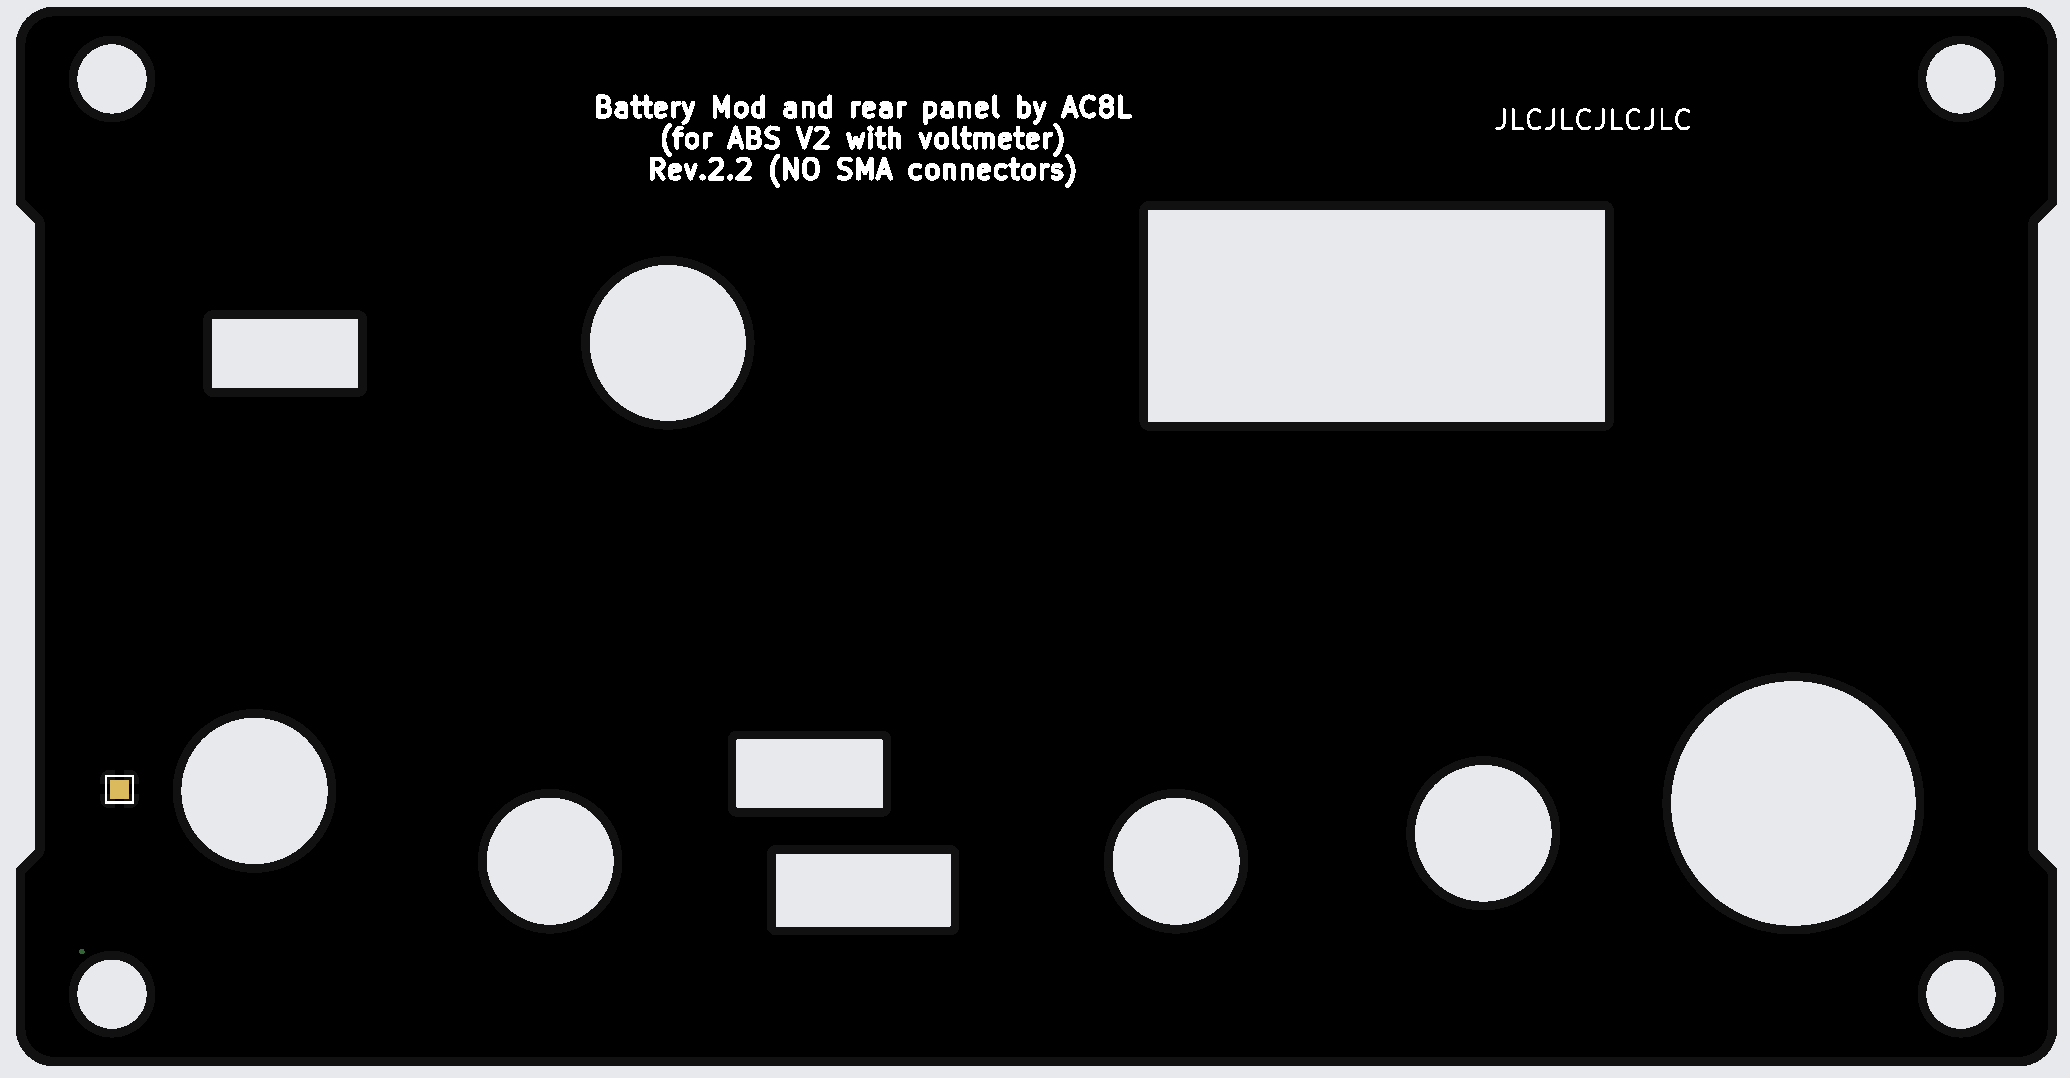 Battery Mod and rear panel by AC8L
(for ABS V2 with voltmeter)
Rev.2.2 (NO SMA connectors)
JLCJLCJLCJLC